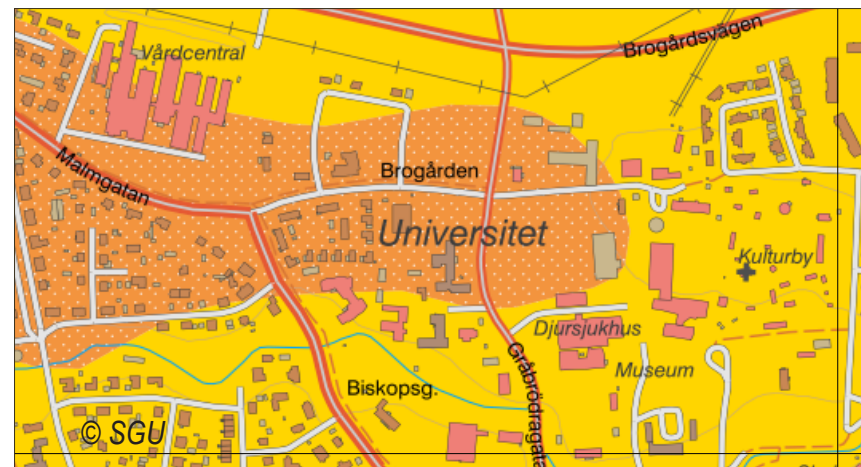 Brogårdsvägen
Vårdcentral
Malmgatan
Brogården
Universitet
Kulturby
Djursjukhus
Museum
Gråbrödragata
Biskopsg.
© SGU